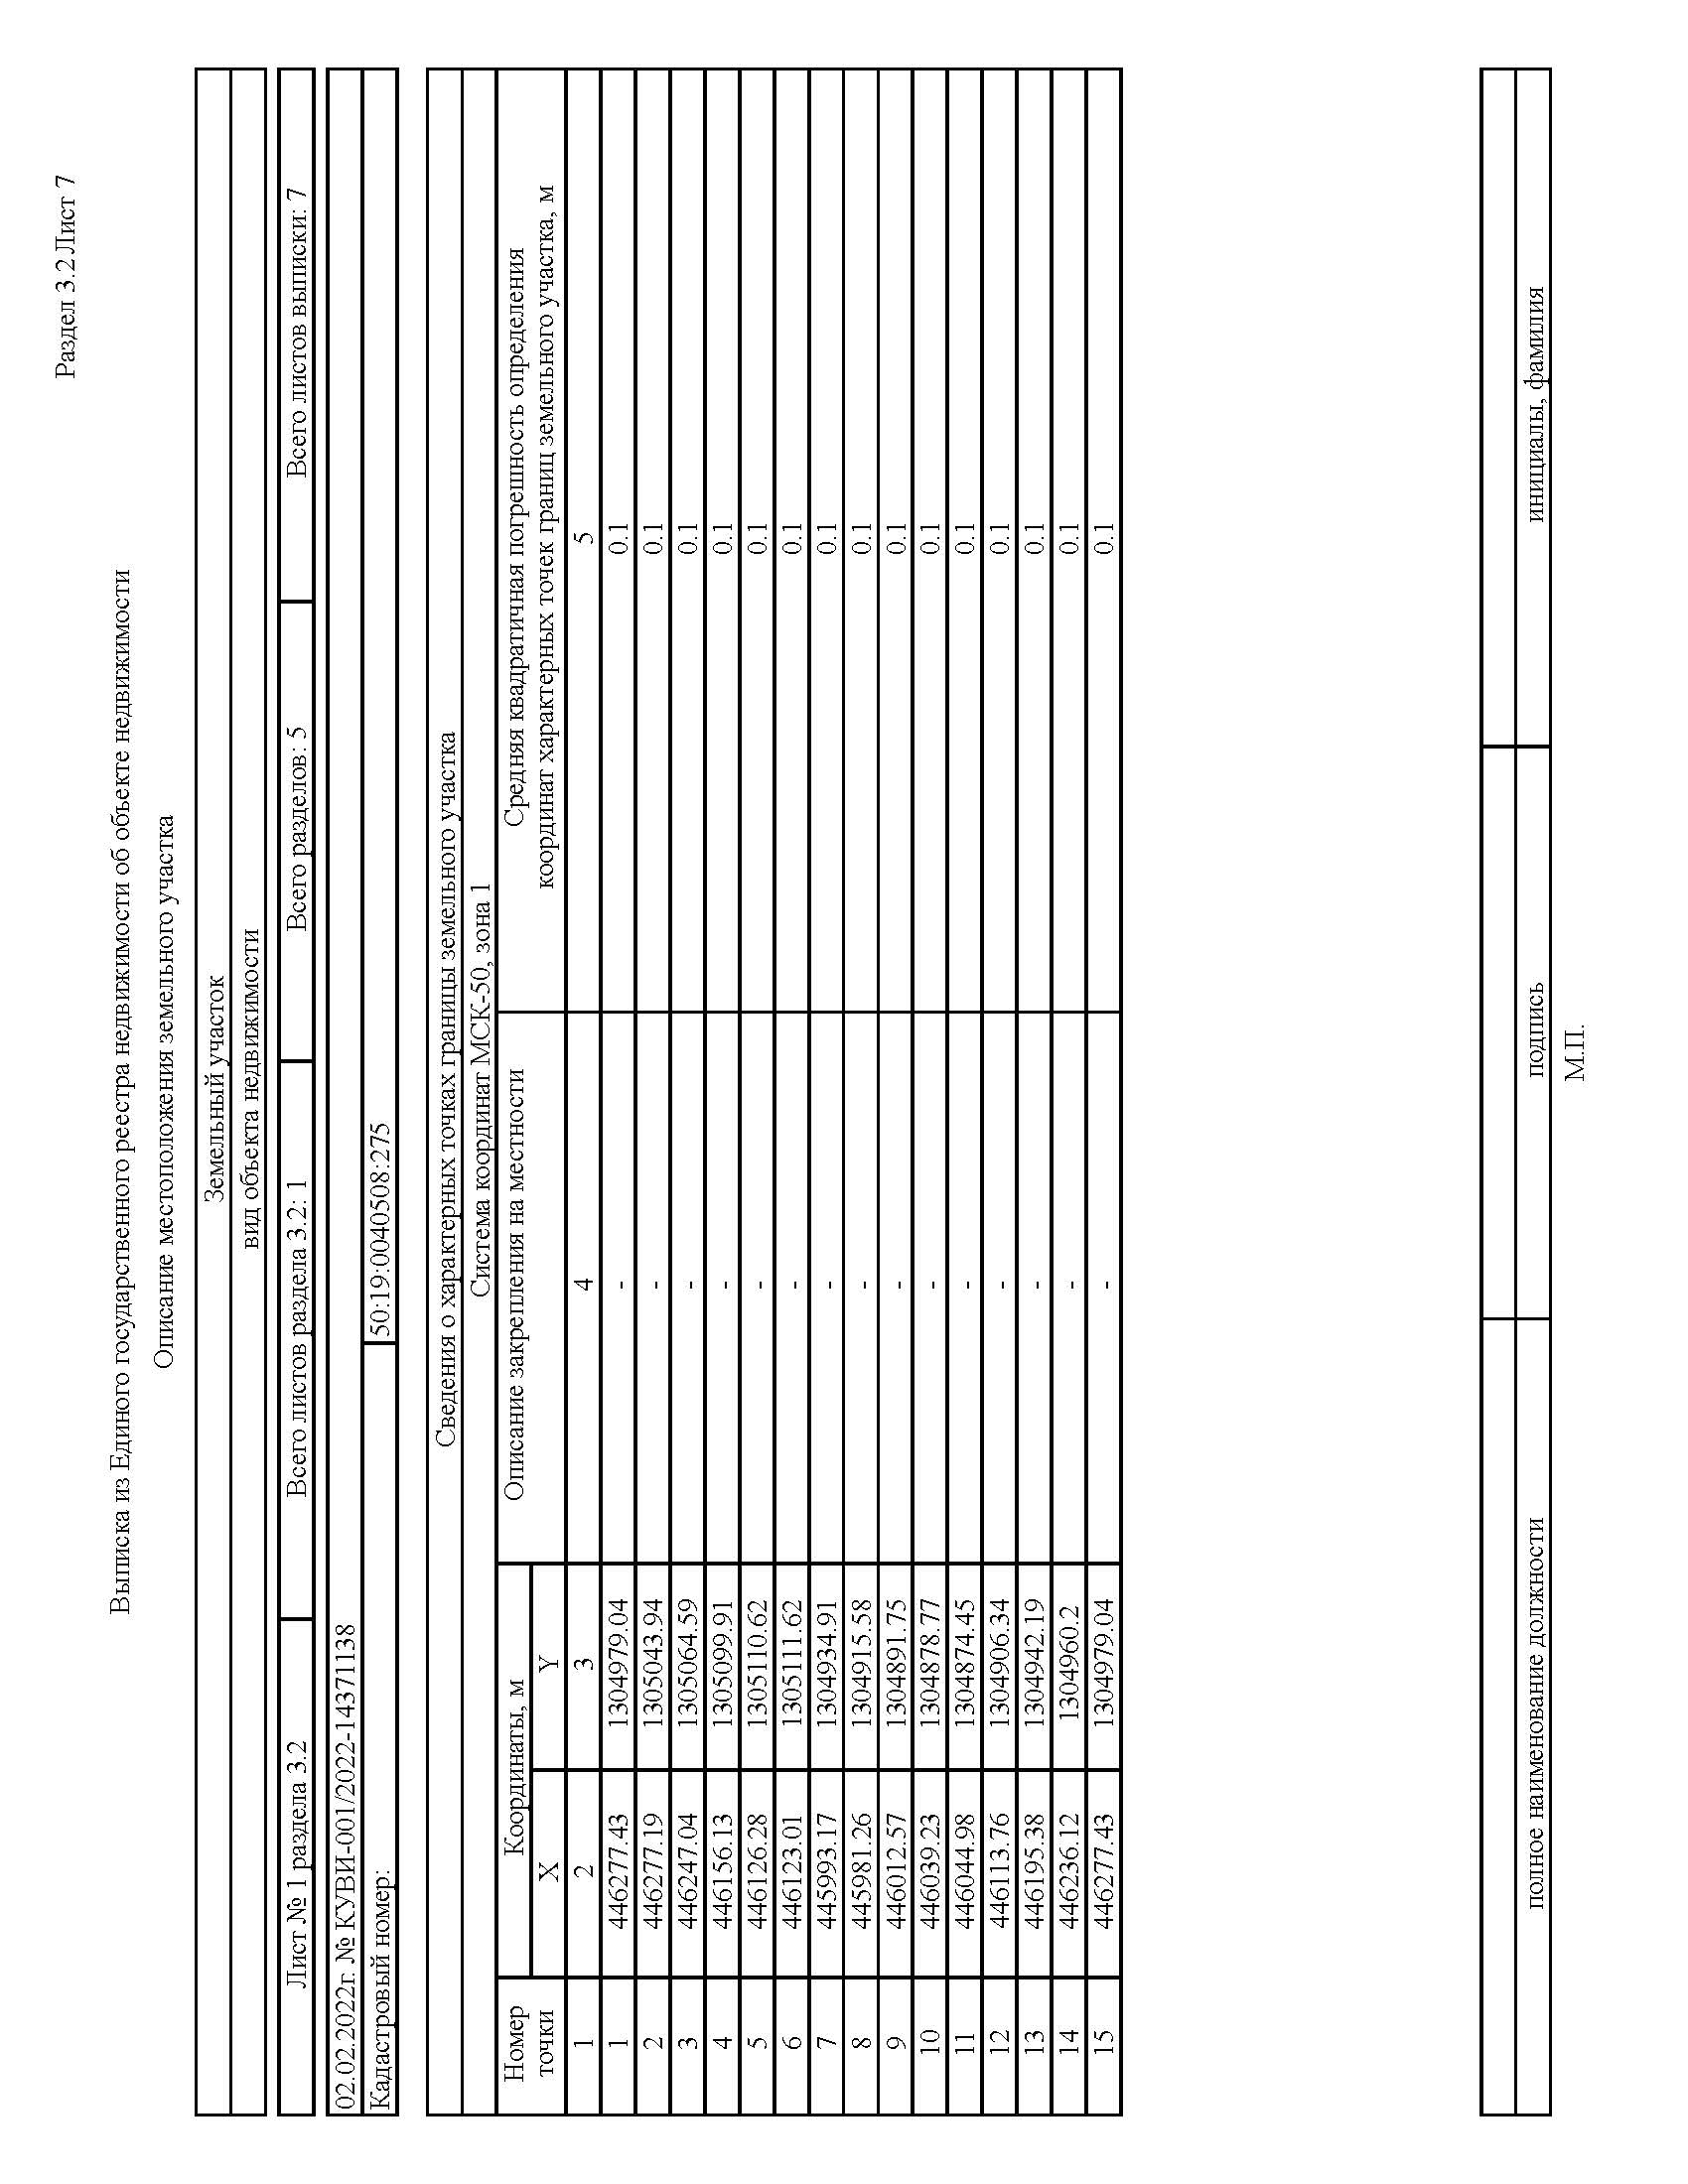 Раздел 3.2 Лист 7
Выписка из Единого государственного реестра недвижимости об объекте недвижимости
Описание местоположения земельного участка
Земельный участок
вид объекта недвижимости
Лист № 1 раздела 3.2 Всего листов раздела 3.2: 1 Всего разделов: 5 Всего листов выписки: 7
02.02.2022г. № КУВИ-001/2022-14371138
Кадастровый номер: 50:19:0040508:275
Сведения о характерных точках границы земельного участка
Система координат МСК-50, зона 1
Номер точки Координаты, м Описание закрепления на местности Средняя квадратичная погрешность определения
координат характерных точек границ земельного участка, м
X Y
1 2 3 4 5
1 446277.43 1304979.04 - 0.1
2 446277.19 1305043.94 - 0.1
3 446247.04 1305064.59 - 0.1
4 446156.13 1305099.91 - 0.1
5 446126.28 1305110.62 - 0.1
6 446123.01 1305111.62 - 0.1
7 445993.17 1304934.91 - 0.1
8 445981.26 1304915.58 - 0.1
9 446012.57 1304891.75 - 0.1
10 446039.23 1304878.77 - 0.1
11 446044.98 1304874.45 - 0.1
12 446113.76 1304906.34 - 0.1
13 446195.38 1304942.19 - 0.1
14 446236.12 1304960.2 - 0.1
15 446277.43 1304979.04 - 0.1
полное наименование должности подпись инициалы, фамилия
М.П.